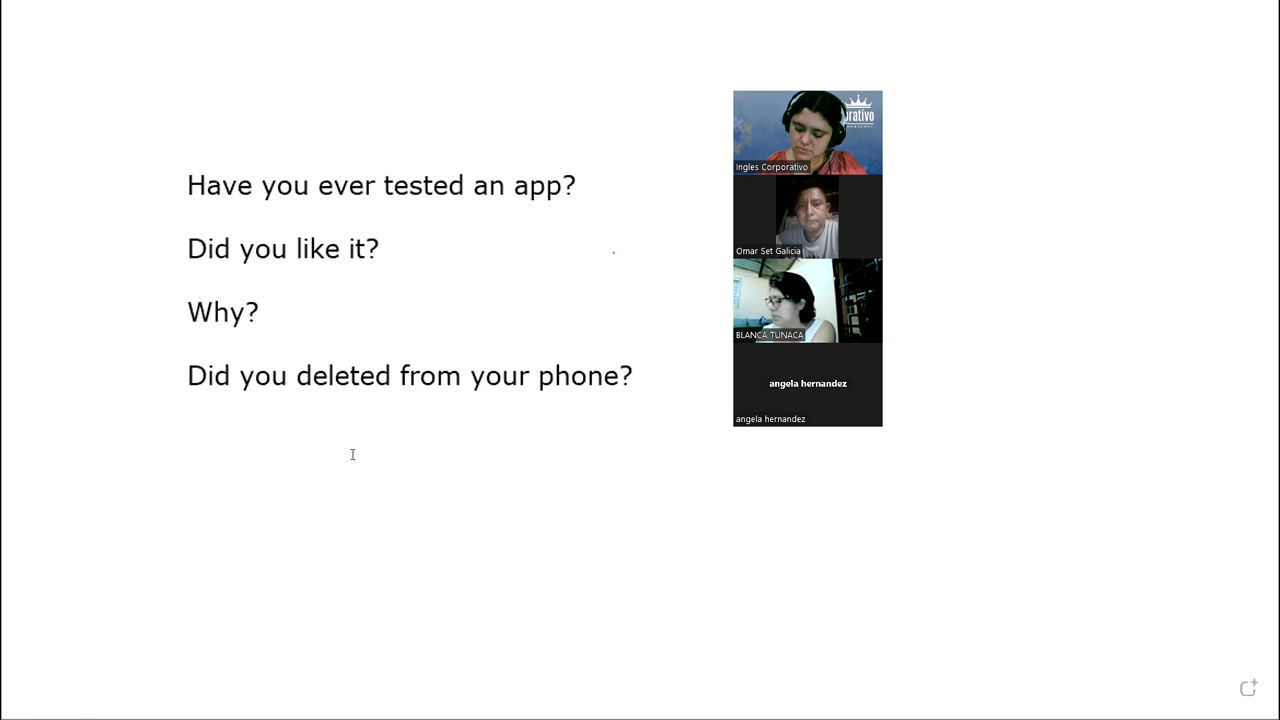 Have you ever tested an app?
Did you like it?
Why?
Did you deleted from your phone?
orativo
Ingles Corporativo
Omar Set Galicia
BLANCA TUNACA
angela hernandez
angela hernandez